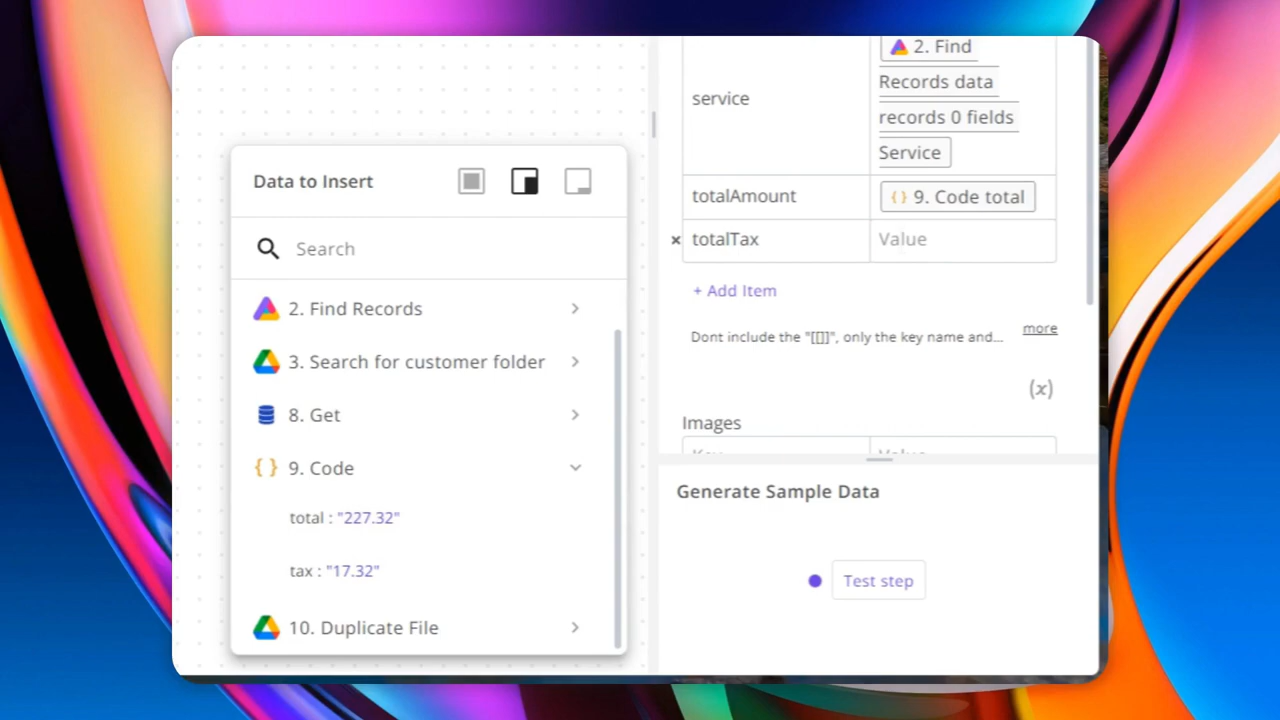 Data to Insert
Search
2. Find Records
3. Search for customer folder
8. Get
{ } 9. Code
total : "227.32"
tax : "17.32"
10. Duplicate File
service
2. Find
Records data
records 0 fields
Service
totalAmount
{ } 9. Code total
× totalTax
Value
+ Add Item
Dont include the "[[]]", only the key name and...
more
(x)
Images
Key
Value
Generate Sample Data
Test step